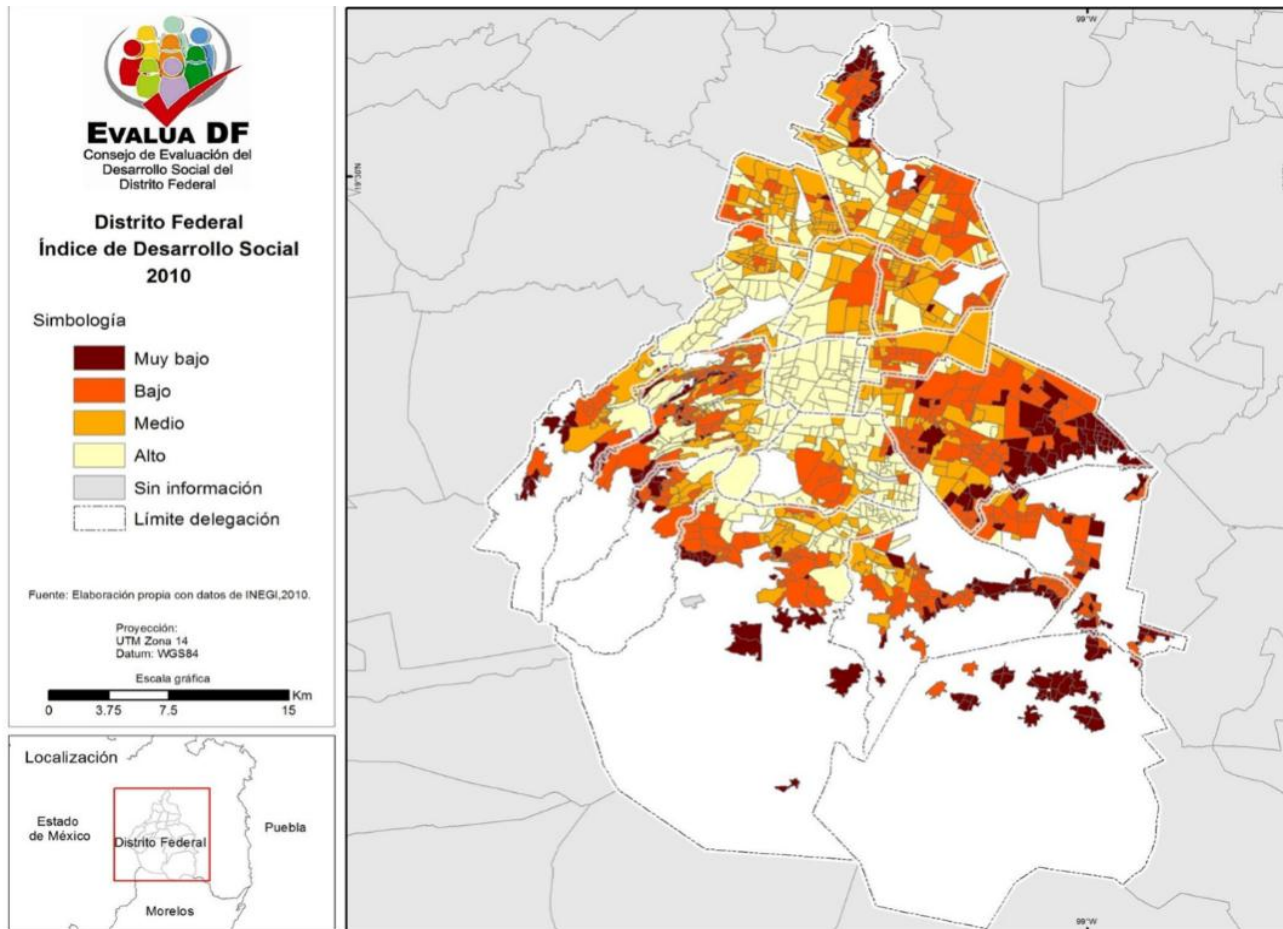 EVALUA DF
Consejo de Evaluación del
Desarrollo Social del
Distrito Federal
Distrito Federal
Índice de Desarrollo Social
2010
Simbología
Muy bajo
Bajo
Medio
Alto
Sin información
Límite delegación
Fuente: Elaboración propia con datos de INEGI,2010.
Proyección:
UTM Zona 14
Datum: WGS84
Escala gráfica
Km
0 3.75 7.5 15
Localización
Estado
de México
Puebla
Distrito Federal
Morelos
99°W
19°30'N
99°W